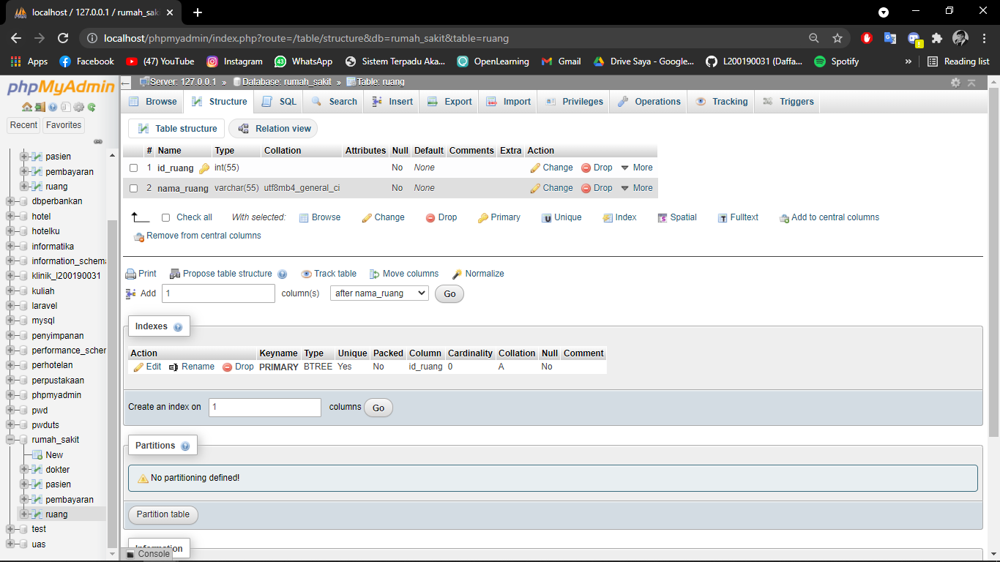 localhost / 127.0.0.1 / rumah_sak
localhost/phpmyadmin/index.php?route=/table/structure&db=rumah_sakit&table=ruang
Apps Facebook (47) YouTube Instagram WhatsApp Sistem Terpadu Aka... OpenLearning Gmail Drive Saya - Google... L200190031 (Daffa... Spotify » Reading list
phpMyAdmin
Recent Favorites
pasien
pembayaran
ruang
dbperbankan
hotel
hotelku
informatika
information_schema
klinik_l200190031
kuliah
laravel
mysql
penyimpanan
performance_scher
perhotelan
perpustakaan
phpmyadmin
pwd
pwduts
rumah_sakit
New
dokter
pasien
pembayaran
ruang
test
uas
Server: 127.0.0.1 » Database: rumah_sakit » Table: ruang
Browse Structure SQL Search Insert Export Import Privileges Operations Tracking Triggers
Table structure Relation view
# Name Type Collation Attributes Null Default Comments Extra Action
1 id_ruang int(55) No None Change Drop More
2 nama_ruang varchar(55) utf8mb4_general_ci No None Change Drop More
Check all With selected: Browse Change Drop Primary Unique Index Spatial Fulltext Add to central columns
Remove from central columns
Print Propose table structure Track table Move columns Normalize
Add 1 column(s) after nama_ruang Go
Indexes
Action Keyname Type Unique Packed Column Cardinality Collation Null Comment
Edit Rename Drop PRIMARY BTREE Yes No id_ruang 0 A No
Create an index on 1 columns Go
Partitions
No partitioning defined!
Partition table
Information
Console